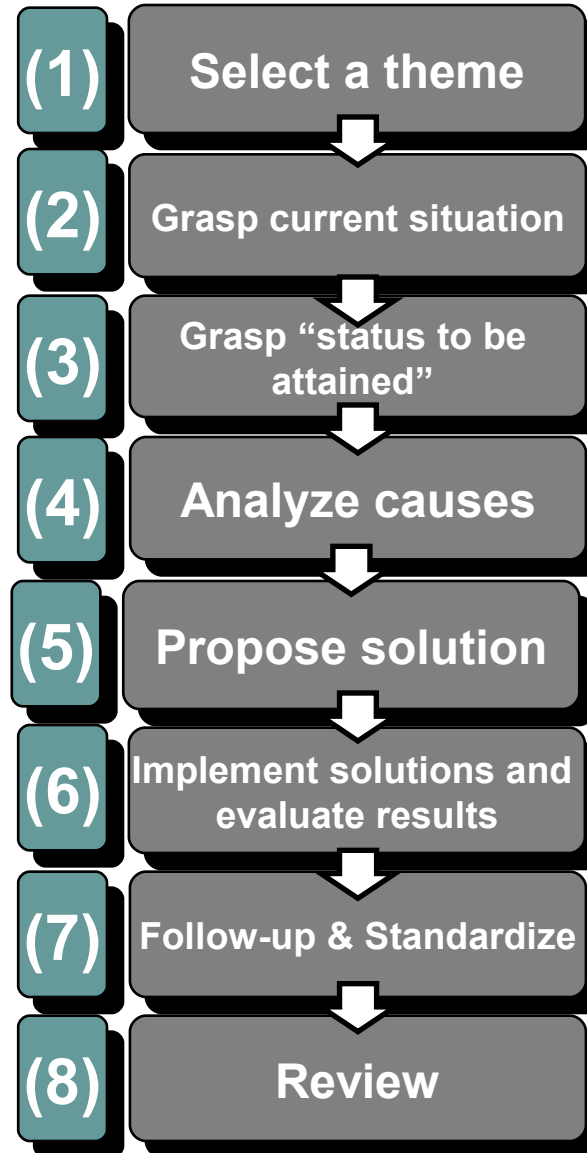 (1) Select a theme
(2) Grasp current situation
(3) Grasp “status to be
attained”
(4) Analyze causes
(5) Propose solution
(6) Implement solutions and
evaluate results
(7) Follow-up & Standardize
(8) Review